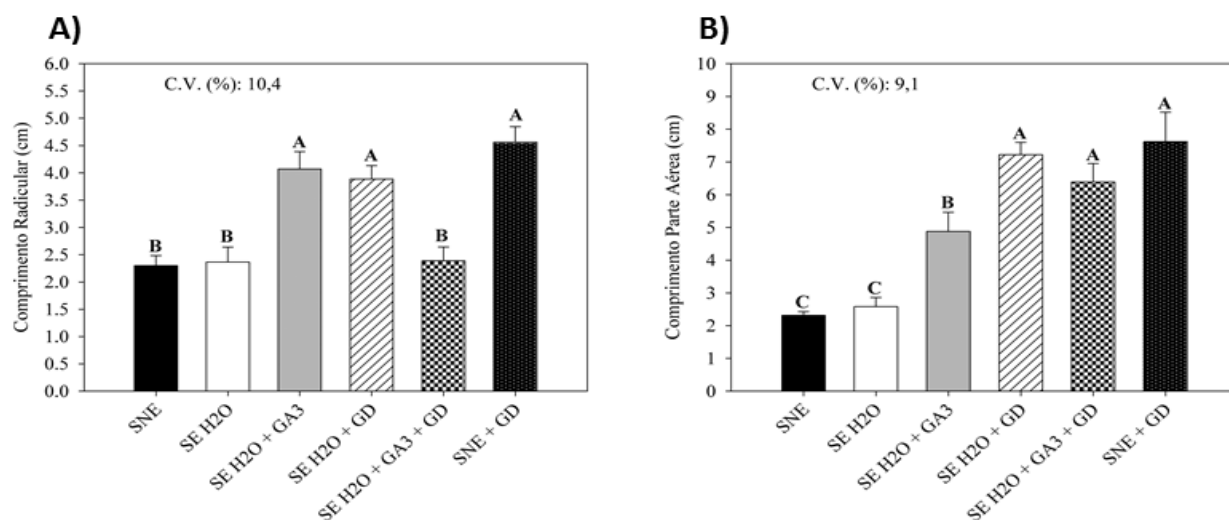 A)
C.V. (%): 10,4
Comprimento Radicular (cm)
6.0
5.5
5.0
4.5
4.0
3.5
3.0
2.5
2.0
1.5
1.0
0.5
0.0
B
B
A
A
B
A
SNE
SE H2O
SE H2O + GA3
SE H2O + GD
SE H2O + GA3 + GD
SNE + GD
B)
C.V. (%): 9,1
Comprimento Parte Aérea (cm)
10
9
8
7
6
5
4
3
2
1
0
C
C
B
A
A
A
SNE
SE H2O
SE H2O + GA3
SE H2O + GD
SE H2O + GA3 + GD
SNE + GD